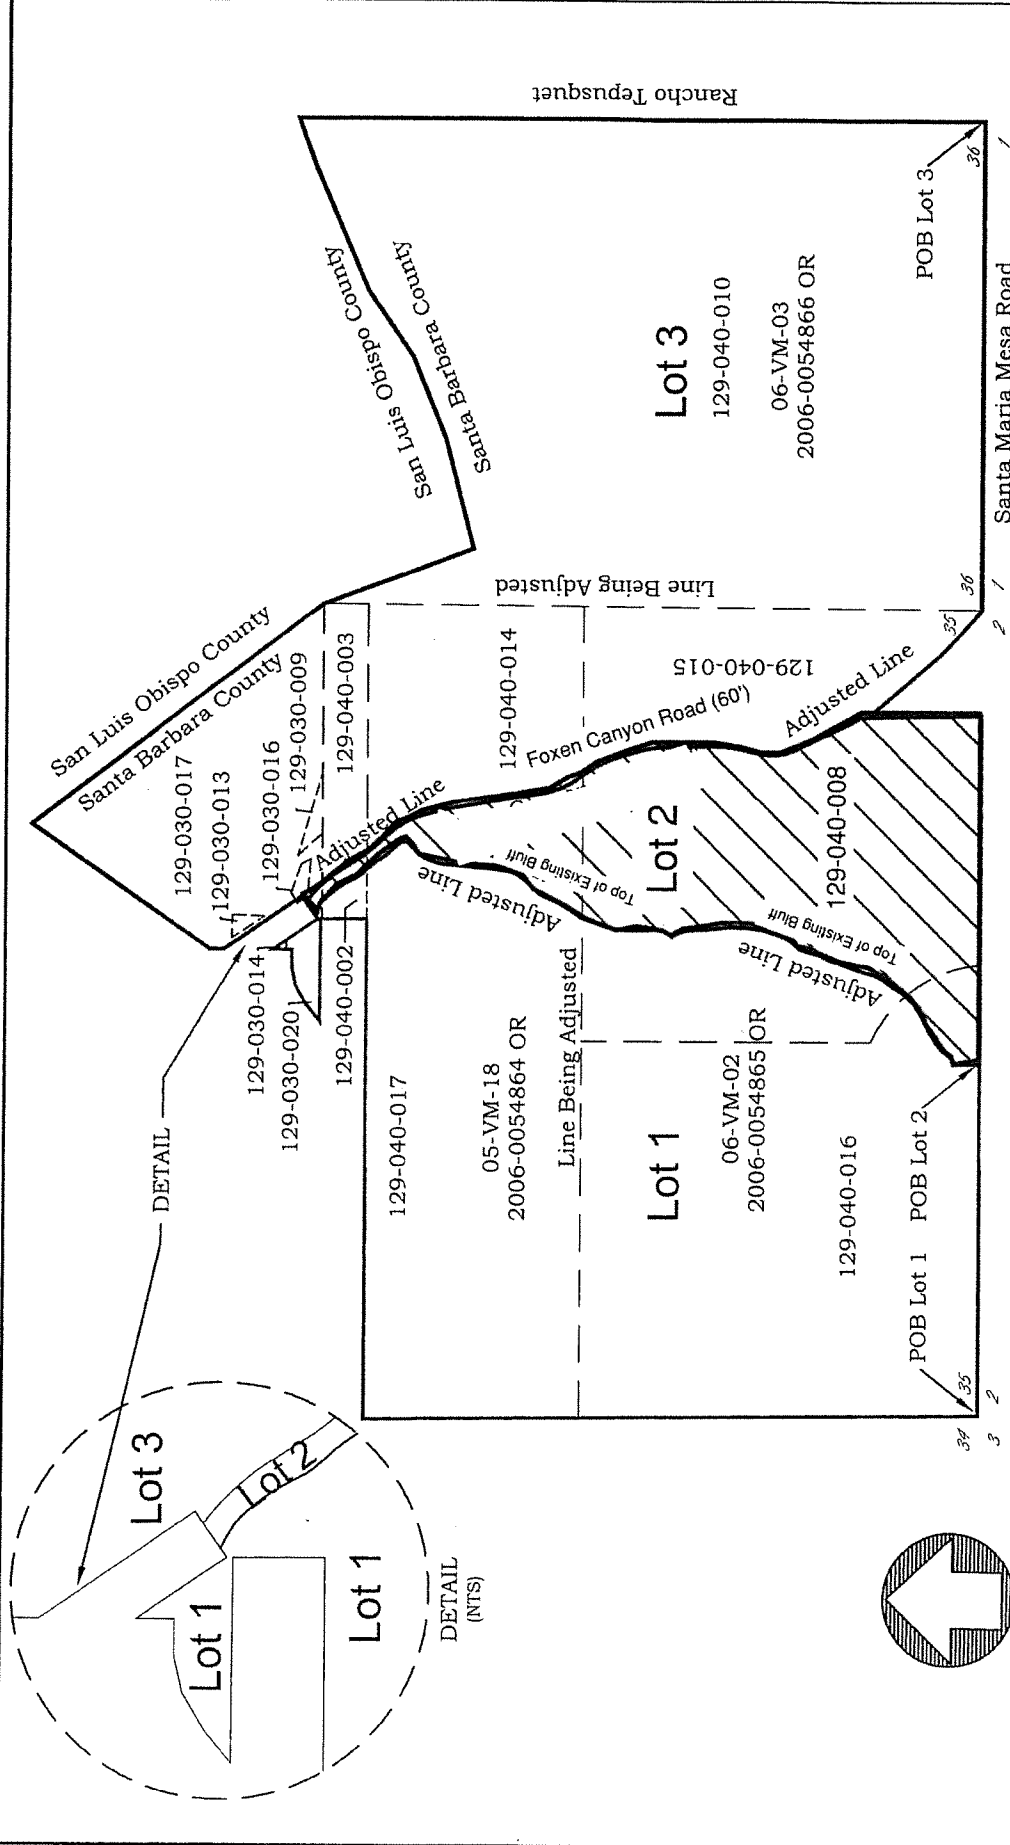 Rancho Tepusquet
San Luis Obispo County
Santa Barbara County
San Luis Obispo County
Santa Barbara County
POB Lot 3
36
1
Lot 3
129-040-010
06-VM-03
2006-0054866 OR
Santa Maria Mesa Road
Line Being Adjusted
36
1
35
2
129-030-017
129-030-013
129-030-016
129-030-009
129-040-003
129-040-014
129-040-015
Foxen Canyon Road (60')
Adjusted Line
Adjusted Line
Adjusted Line
Top of Existing Bluff
Lot 2
129-040-008
Top of Existing Bluff
Adjusted Line
129-030-014
129-030-020
129-040-002
129-040-017
05-VM-18
2006-0054864 OR
Line Being Adjusted
Lot 1
06-VM-02
2006-0054865 OR
129-040-016
POB Lot 1
POB Lot 2
34
35
3
2
DETAIL
Lot 3
Lot 2
Lot 1
Lot 1
DETAIL
(NTS)